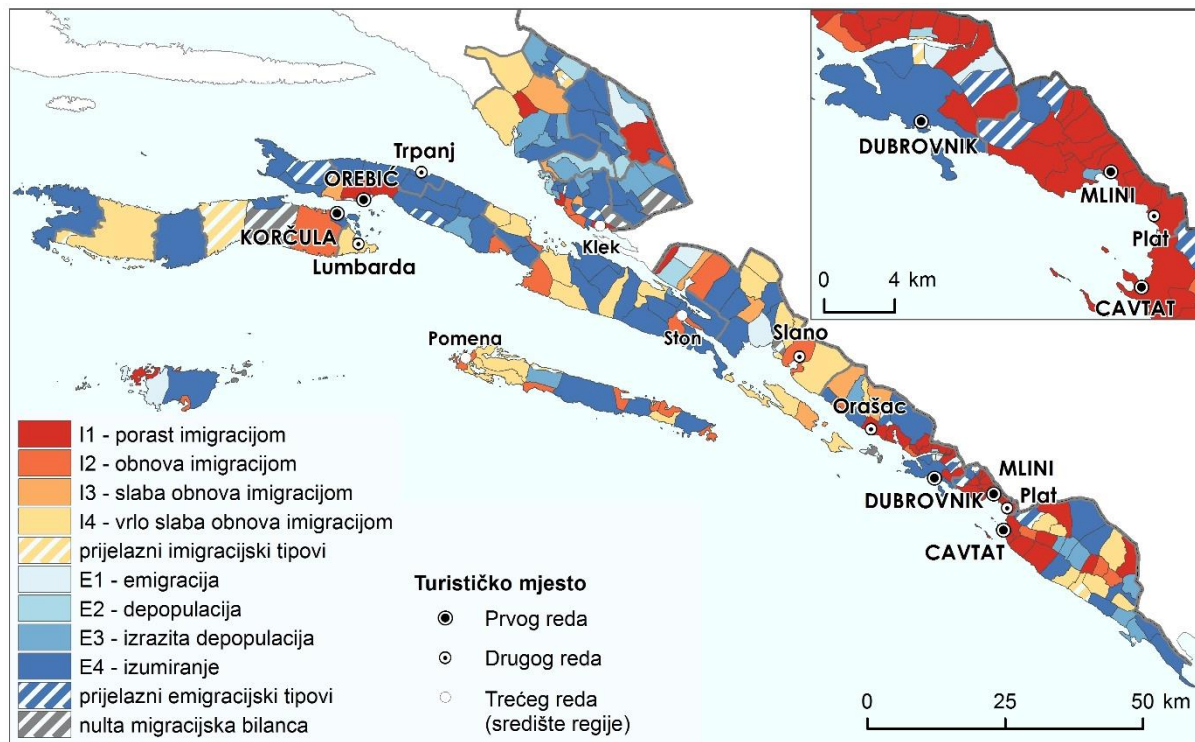 DUBROVNIK
MLINI
Plat
CAVTAT
0 4 km
Trpanj
OREBIĆ
KORČULA
Lumbarda
Klek
Pomena
Ston
Slano
Orašac
MLINI
DUBROVNIK
Plat
CAVTAT
I1 - porast imigracijom
I2 - obnova imigracijom
I3 - slaba obnova imigracijom
I4 - vrlo slaba obnova imigracijom
prijelazni imigracijski tipovi
E1 - emigracija
E2 - depopulacija
E3 - izrazita depopulacija
E4 - izumiranje
prijelazni emigracijski tipovi
nulta migracijska bilanca
Turističko mjesto
Prvog reda
Drugog reda
Trećeg reda
(središte regije)
0 25 50 km